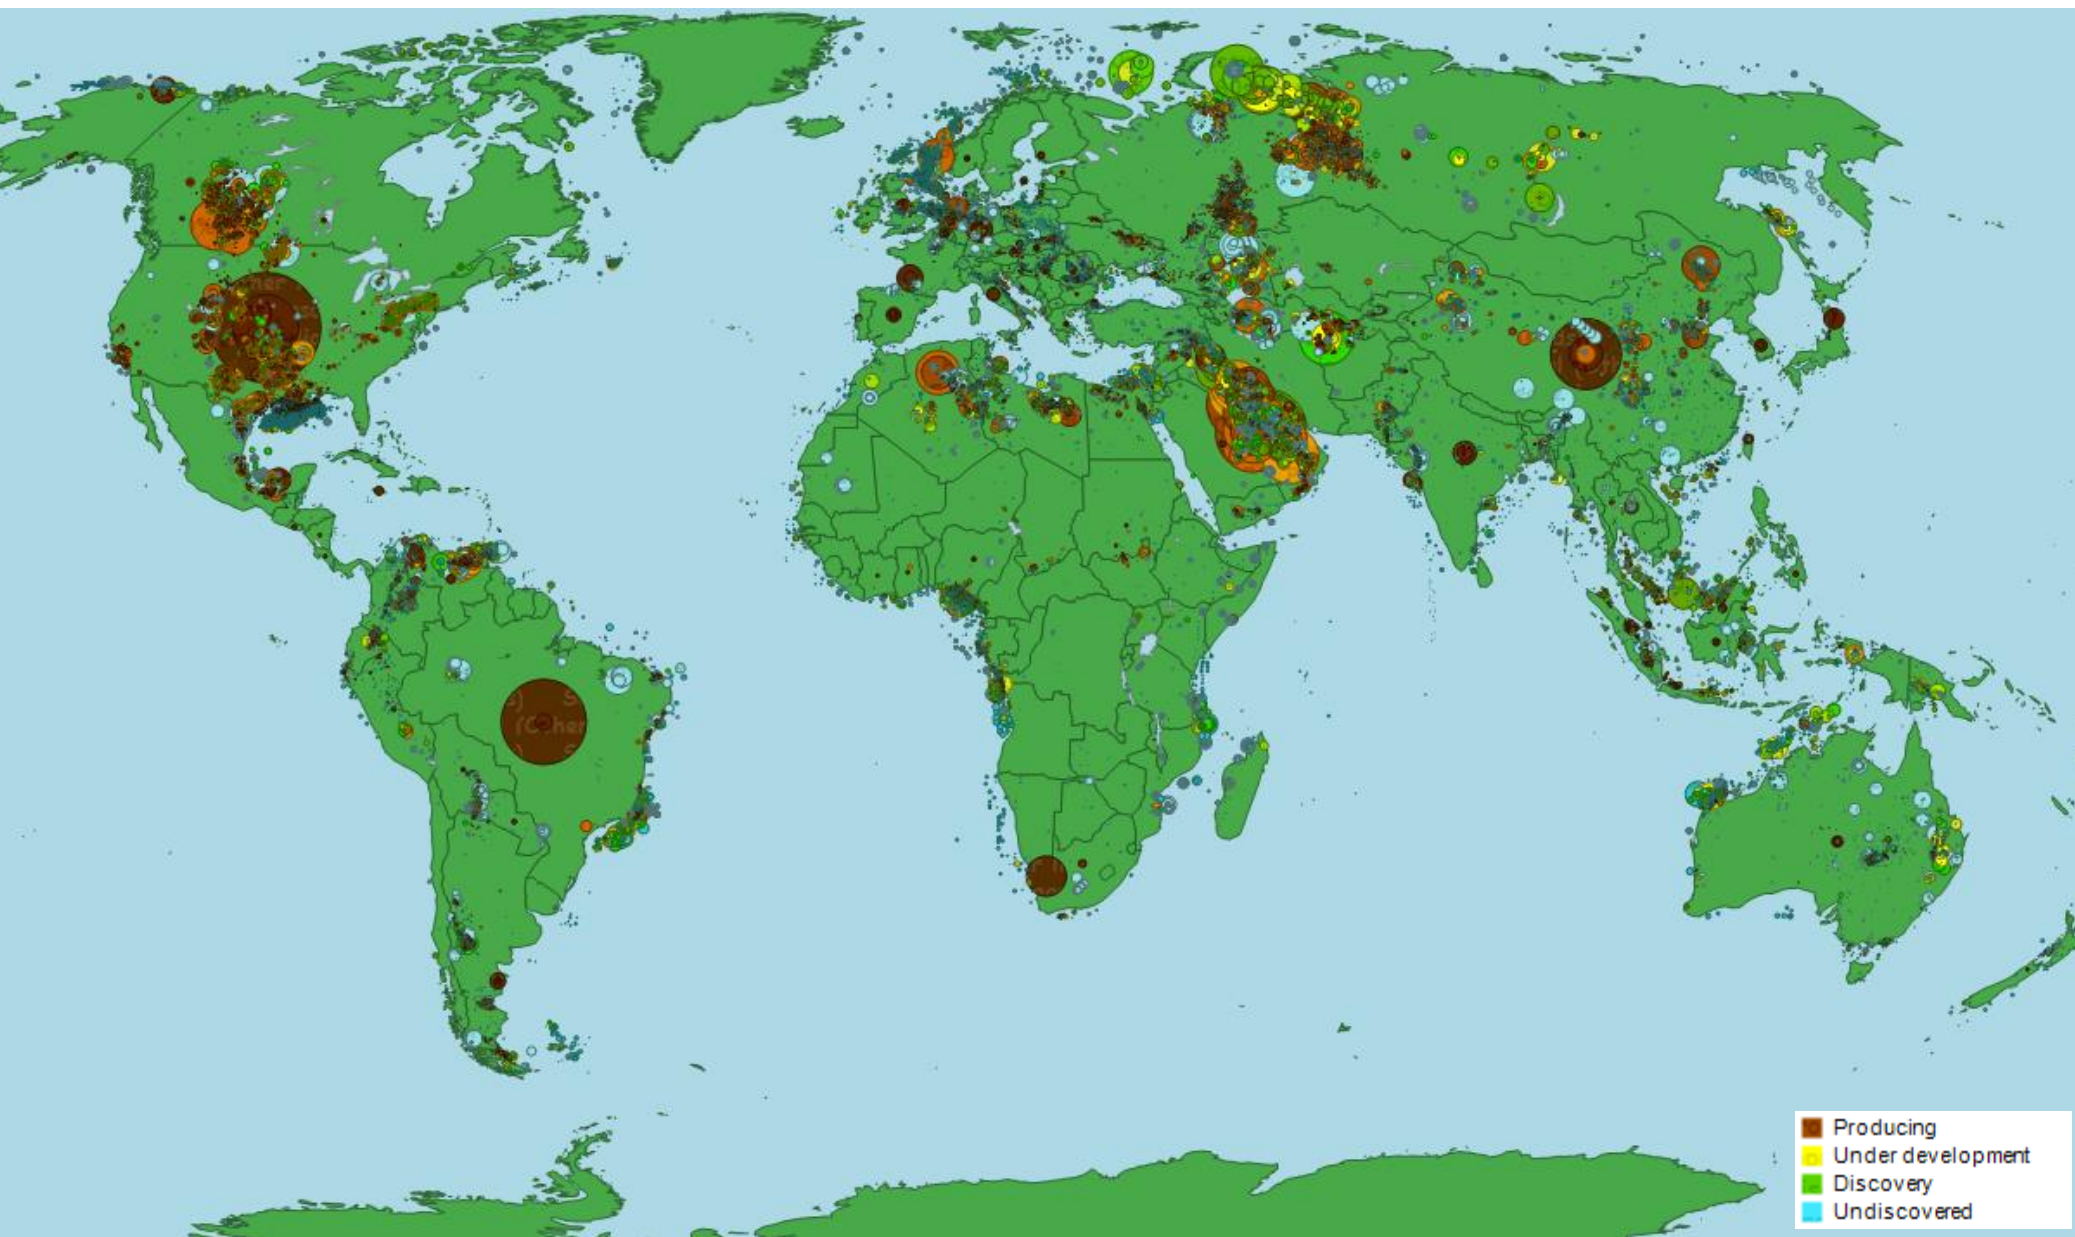 Producing
Under development
Discovery
Undiscovered